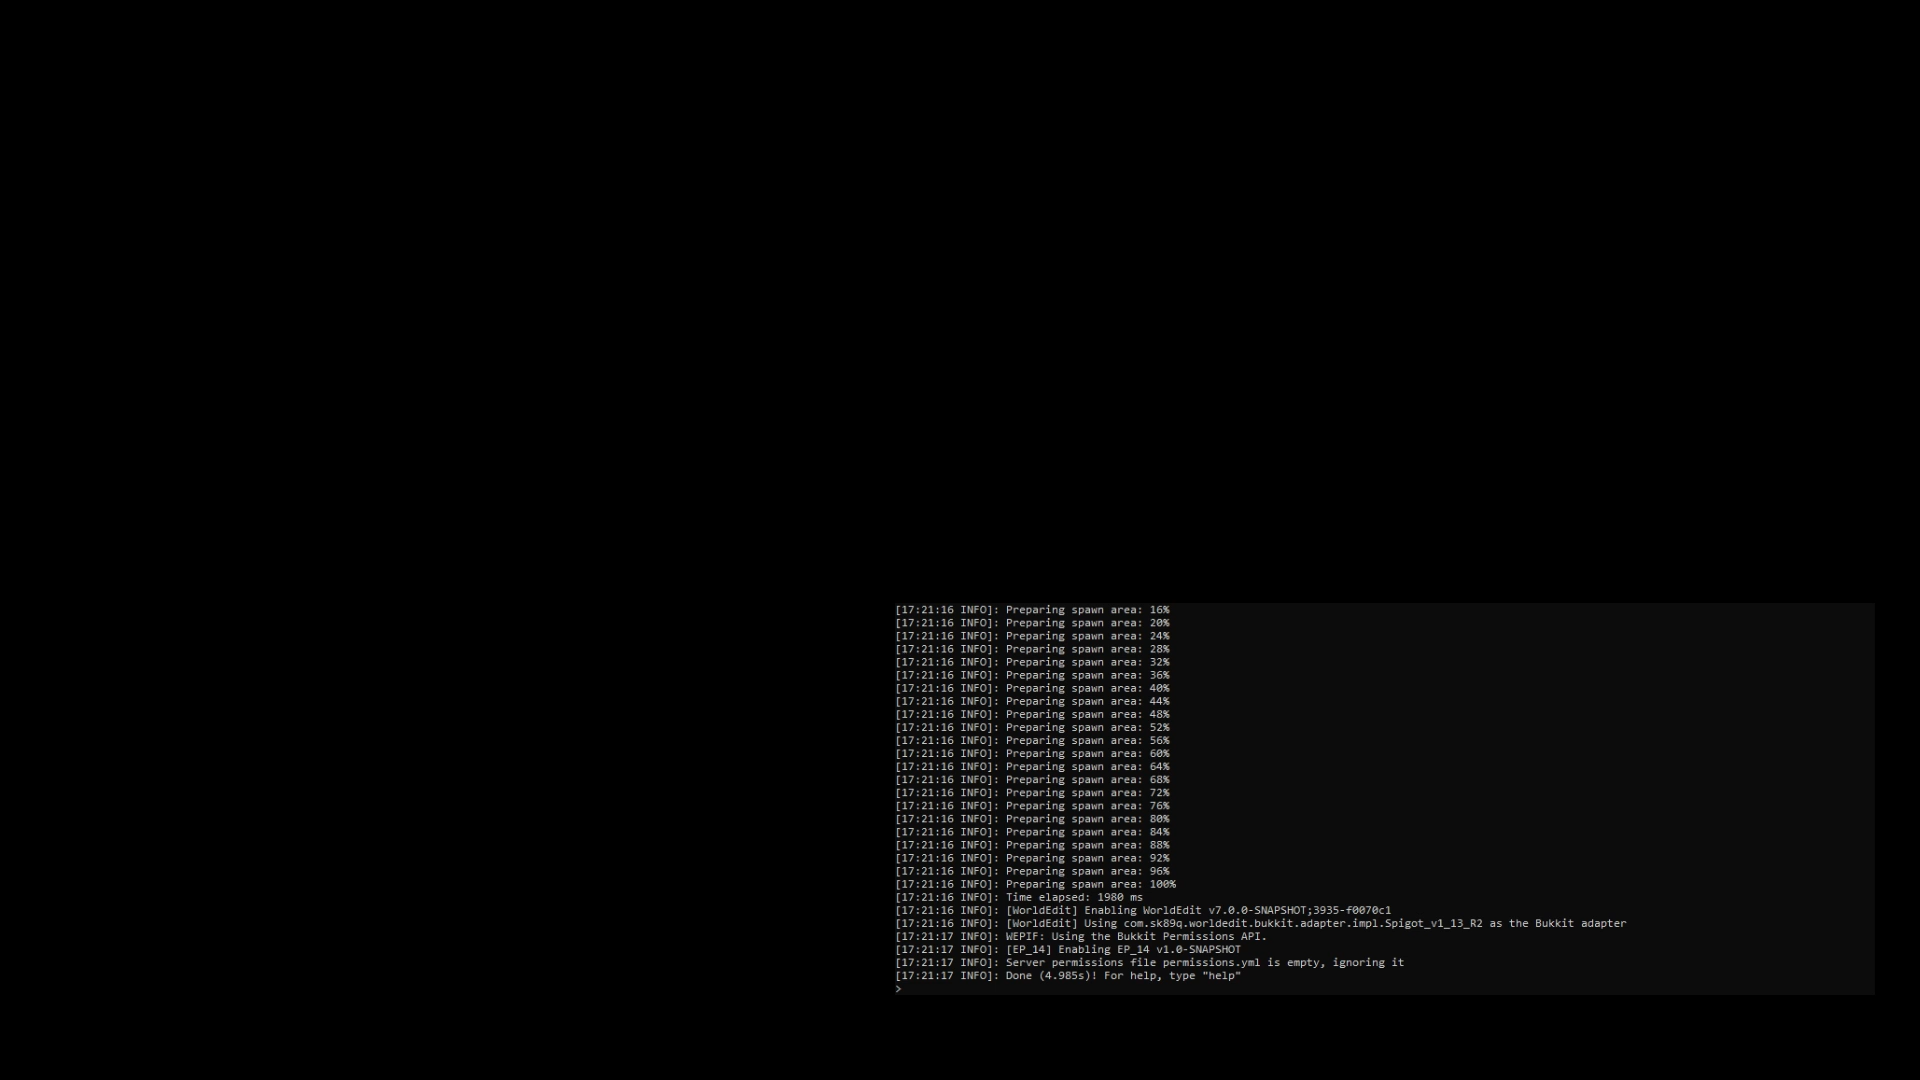 [17:21:16 INFO]: Preparing spawn area: 16%
[17:21:16 INFO]: Preparing spawn area: 20%
[17:21:16 INFO]: Preparing spawn area: 24%
[17:21:16 INFO]: Preparing spawn area: 28%
[17:21:16 INFO]: Preparing spawn area: 32%
[17:21:16 INFO]: Preparing spawn area: 36%
[17:21:16 INFO]: Preparing spawn area: 40%
[17:21:16 INFO]: Preparing spawn area: 44%
[17:21:16 INFO]: Preparing spawn area: 48%
[17:21:16 INFO]: Preparing spawn area: 52%
[17:21:16 INFO]: Preparing spawn area: 56%
[17:21:16 INFO]: Preparing spawn area: 60%
[17:21:16 INFO]: Preparing spawn area: 64%
[17:21:16 INFO]: Preparing spawn area: 68%
[17:21:16 INFO]: Preparing spawn area: 72%
[17:21:16 INFO]: Preparing spawn area: 76%
[17:21:16 INFO]: Preparing spawn area: 80%
[17:21:16 INFO]: Preparing spawn area: 84%
[17:21:16 INFO]: Preparing spawn area: 88%
[17:21:16 INFO]: Preparing spawn area: 92%
[17:21:16 INFO]: Preparing spawn area: 96%
[17:21:16 INFO]: Preparing spawn area: 100%
[17:21:16 INFO]: Time elapsed: 1980 ms
[17:21:16 INFO]: [WorldEdit] Enabling WorldEdit v7.0.0-SNAPSHOT;3935-f0070c1
[17:21:16 INFO]: [WorldEdit] Using com.sk89q.worldedit.bukkit.adapter.impl.Spigot_v1_13_R2 as the Bukkit adapter
[17:21:17 INFO]: WEPIF: Using the Bukkit Permissions API.
[17:21:17 INFO]: [EP_14] Enabling EP_14 v1.0-SNAPSHOT
[17:21:17 INFO]: Server permissions file permissions.yml is empty, ignoring it
[17:21:17 INFO]: Done (4.985s)! For help, type "help"
>